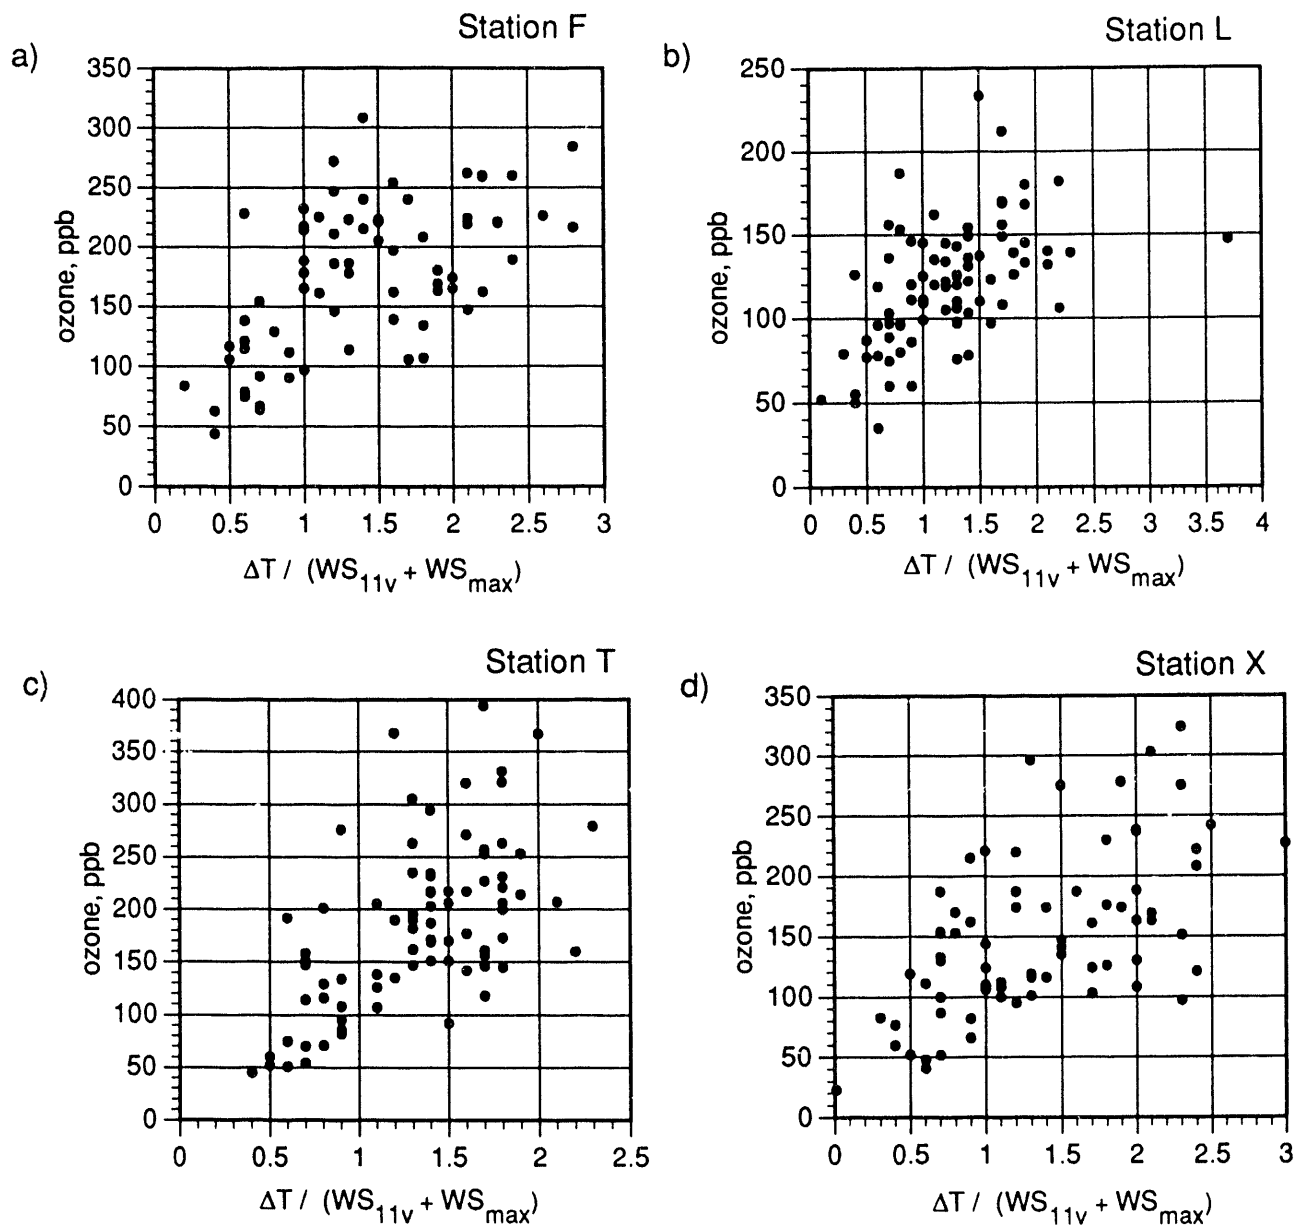 a)
Station F
350
300
250
200
150
100
50
0
ozone, ppb
0 0.5 1 1.5 2 2.5 3
ΔT / (WS11v + WSmax)
b)
Station L
250
200
150
100
50
0
ozone, ppb
0 0.5 1 1.5 2 2.5 3 3.5 4
ΔT / (WS11v + WSmax)
c)
Station T
400
350
300
250
200
150
100
50
0
ozone, ppb
0 0.5 1 1.5 2 2.5
ΔT / (WS11v + WSmax)
d)
Station X
350
300
250
200
150
100
50
0
ozone, ppb
0 0.5 1 1.5 2 2.5 3
ΔT / (WS11v + WSmax)